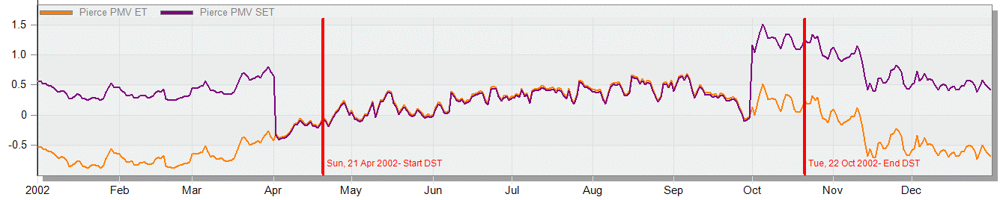 Pierce PMV ET Pierce PMV SET
1.5
1.0
0.5
0
-0.5
Sun, 21 Apr 2002- Start DST
Tue, 22 Oct 2002- End DST
2002 Feb Mar Apr May Jun Jul Aug Sep Oct Nov Dec